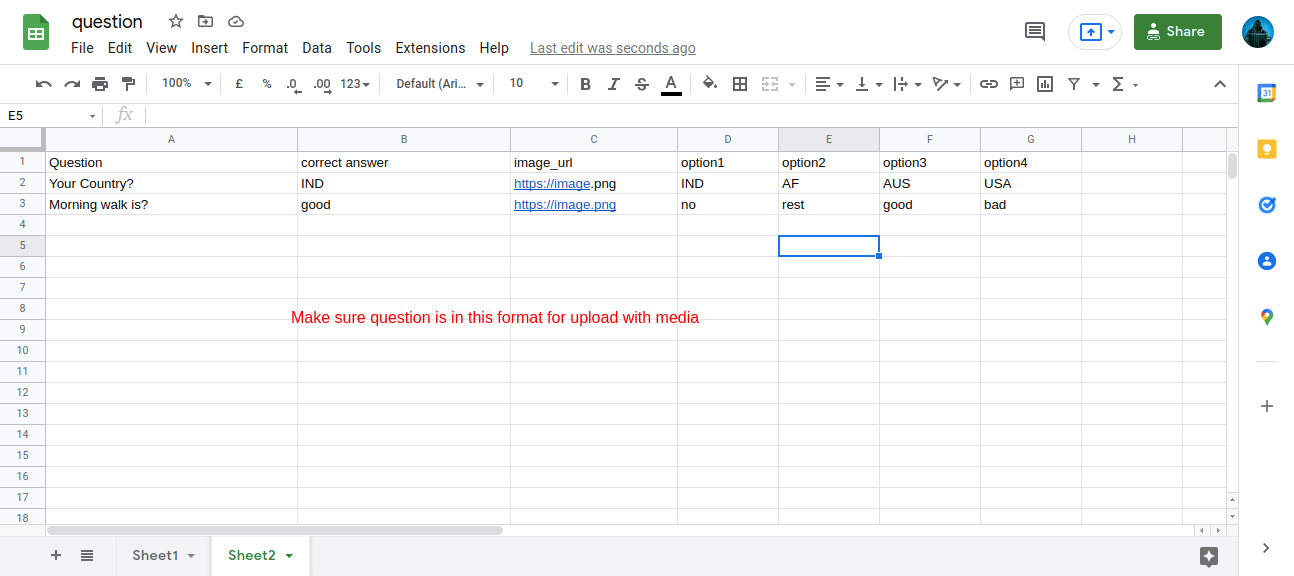 question
File Edit View Insert Format Data Tools Extensions Help Last edit was seconds ago
Share
100% £ % .0 .00 123 Default (Ari... 10 B I S A Σ
31
E5 fx
A B C D E F G H
1 Question correct answer image_url option1 option2 option3 option4
2 Your Country? IND https://image.png IND AF AUS USA
3 Morning walk is? good https://image.png no rest good bad
4
5
6
7
8
Make sure question is in this format for upload with media
9
10
11
12
13
14
15
16
17
18
Sheet1 Sheet2